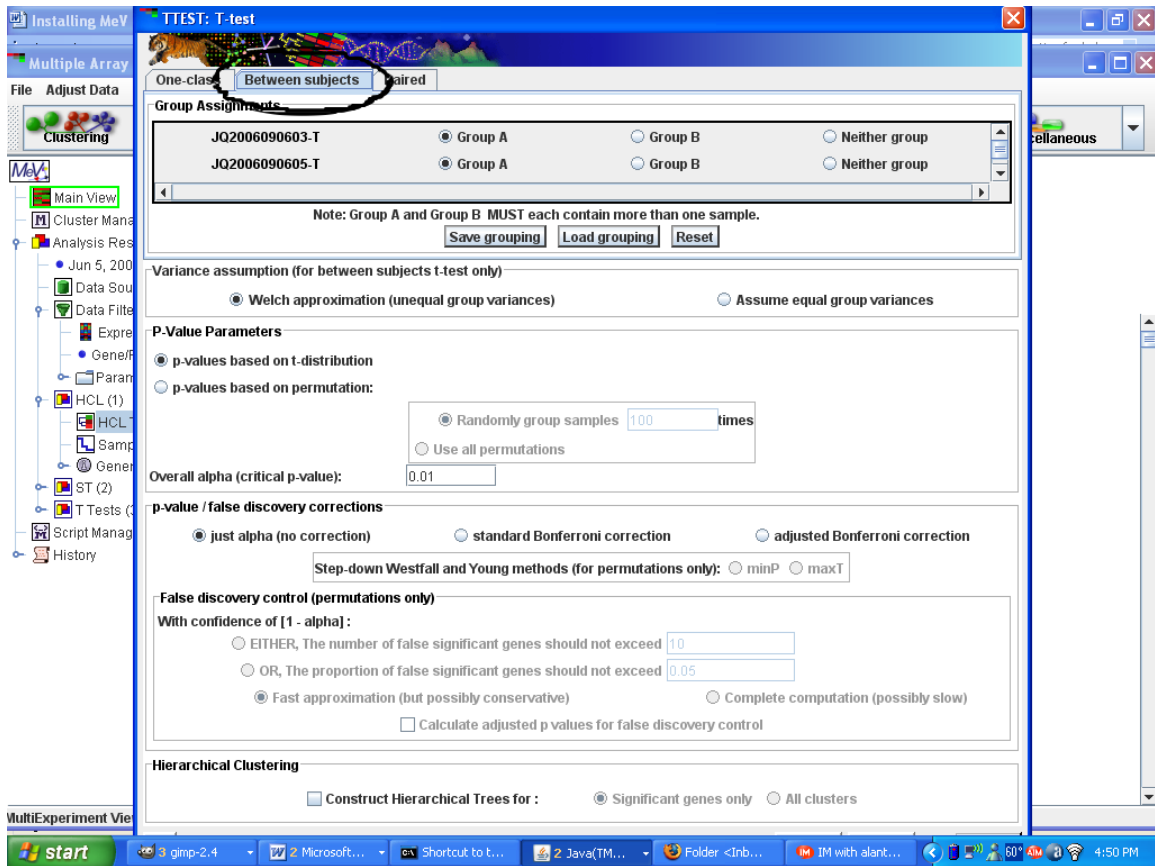 Installing MeV
TTEST: T-test
Multiple Array
File Adjust Data
Clustering
MeV
Main View
Cluster Mana
Analysis Res
Jun 5, 200
Data Sou
Data Filte
Expre
Gene/R
Param
HCL (1)
HCL T
Samp
Gener
ST (2)
T Tests (3
Script Manag
History
MultiExperiment Vie
One-class
Between subjects
Paired
Group Assignments
JQ2006090603-T Group A Group B Neither group
JQ2006090605-T Group A Group B Neither group
Note: Group A and Group B MUST each contain more than one sample.
Save grouping Load grouping Reset
Variance assumption (for between subjects t-test only)
Welch approximation (unequal group variances) Assume equal group variances
P-Value Parameters
p-values based on t-distribution
p-values based on permutation:
Randomly group samples 100 times
Use all permutations
Overall alpha (critical p-value): 0.01
p-value / false discovery corrections
just alpha (no correction) standard Bonferroni correction adjusted Bonferroni correction
Step-down Westfall and Young methods (for permutations only): minP maxT
False discovery control (permutations only)
With confidence of [1 - alpha] :
EITHER, The number of false significant genes should not exceed 10
OR, The proportion of false significant genes should not exceed 0.05
Fast approximation (but possibly conservative) Complete computation (possibly slow)
Calculate adjusted p values for false discovery control
Hierarchical Clustering
Construct Hierarchical Trees for : Significant genes only All clusters
cellaneous
start
3 gimp-2.4
2 Microsoft...
Shortcut to t...
2 Java(TM...
Folder <Inb...
IM with alant...
60°
4:50 PM